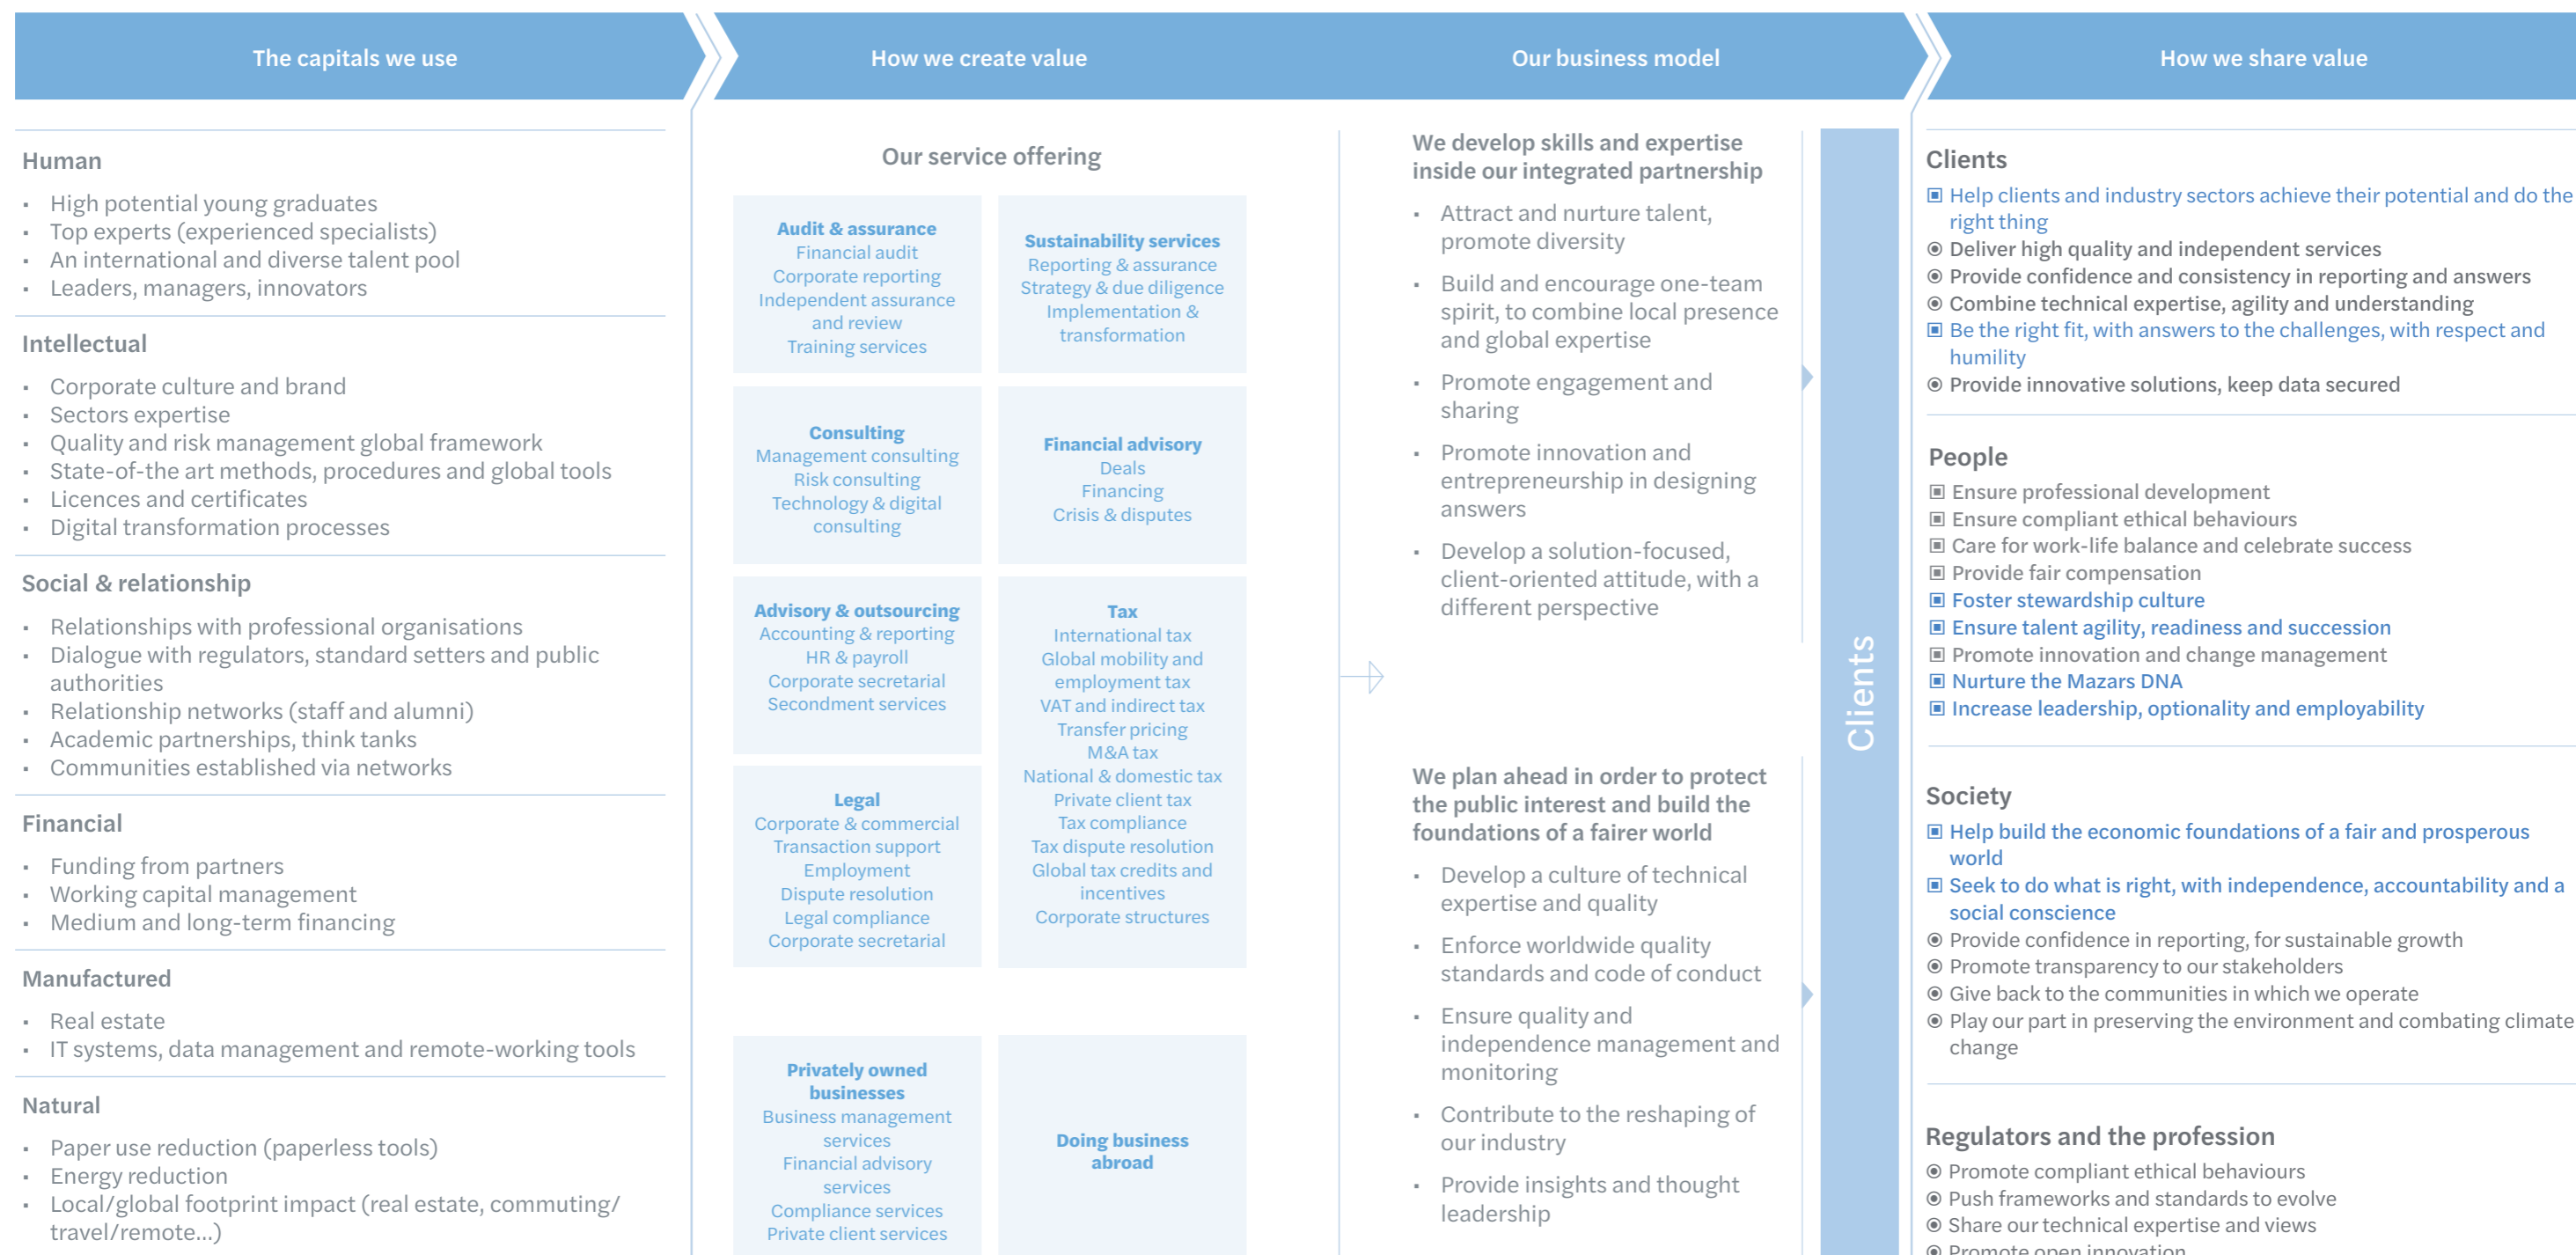 The capitals we use
How we create value
Our business model
How we share value
Human
▪ High potential young graduates
▪ Top experts (experienced specialists)
▪ An international and diverse talent pool
▪ Leaders, managers, innovators
Intellectual
▪ Corporate culture and brand
▪ Sectors expertise
▪ Quality and risk management global framework
▪ State-of-the art methods, procedures and global tools
▪ Licences and certificates
▪ Digital transformation processes
Social & relationship
▪ Relationships with professional organisations
▪ Dialogue with regulators, standard setters and public
authorities
▪ Relationship networks (staff and alumni)
▪ Academic partnerships, think tanks
▪ Communities established via networks
Financial
▪ Funding from partners
▪ Working capital management
▪ Medium and long-term financing
Manufactured
▪ Real estate
▪ IT systems, data management and remote-working tools
Natural
▪ Paper use reduction (paperless tools)
▪ Energy reduction
▪ Local/global footprint impact (real estate, commuting/
travel/remote...)
Our service offering
Audit & assurance
Financial audit
Corporate reporting
Independent assurance
and review
Training services
Sustainability services
Reporting & assurance
Strategy & due diligence
Implementation &
transformation
Consulting
Management consulting
Risk consulting
Technology & digital
consulting
Financial advisory
Deals
Financing
Crisis & disputes
Advisory & outsourcing
Accounting & reporting
HR & payroll
Corporate secretarial
Secondment services
Tax
International tax
Global mobility and
employment tax
VAT and indirect tax
Transfer pricing
M&A tax
National & domestic tax
Private client tax
Tax compliance
Tax dispute resolution
Global tax credits and
incentives
Corporate structures
Legal
Corporate & commercial
Transaction support
Employment
Dispute resolution
Legal compliance
Corporate secretarial
Privately owned
businesses
Business management
services
Financial advisory
services
Compliance services
Private client services
Doing business
abroad
We develop skills and expertise
inside our integrated partnership
▪ Attract and nurture talent,
promote diversity
▪ Build and encourage one-team
spirit, to combine local presence
and global expertise
▪ Promote engagement and
sharing
▪ Promote innovation and
entrepreneurship in designing
answers
▪ Develop a solution-focused,
client-oriented attitude, with a
different perspective
We plan ahead in order to protect
the public interest and build the
foundations of a fairer world
▪ Develop a culture of technical
expertise and quality
▪ Enforce worldwide quality
standards and code of conduct
▪ Ensure quality and
independence management and
monitoring
▪ Contribute to the reshaping of
our industry
▪ Provide insights and thought
leadership
Clients
Clients
▣ Help clients and industry sectors achieve their potential and do the
right thing
◉ Deliver high quality and independent services
◉ Provide confidence and consistency in reporting and answers
◉ Combine technical expertise, agility and understanding
▣ Be the right fit, with answers to the challenges, with respect and
humility
◉ Provide innovative solutions, keep data secured
People
▣ Ensure professional development
▣ Ensure compliant ethical behaviours
▣ Care for work-life balance and celebrate success
▣ Provide fair compensation
▣ Foster stewardship culture
▣ Ensure talent agility, readiness and succession
▣ Promote innovation and change management
▣ Nurture the Mazars DNA
▣ Increase leadership, optionality and employability
Society
▣ Help build the economic foundations of a fair and prosperous
world
▣ Seek to do what is right, with independence, accountability and a
social conscience
◉ Provide confidence in reporting, for sustainable growth
◉ Promote transparency to our stakeholders
◉ Give back to the communities in which we operate
◉ Play our part in preserving the environment and combating climate
change
Regulators and the profession
◉ Promote compliant ethical behaviours
◉ Push frameworks and standards to evolve
◉ Share our technical expertise and views
◉ Promote open innovation